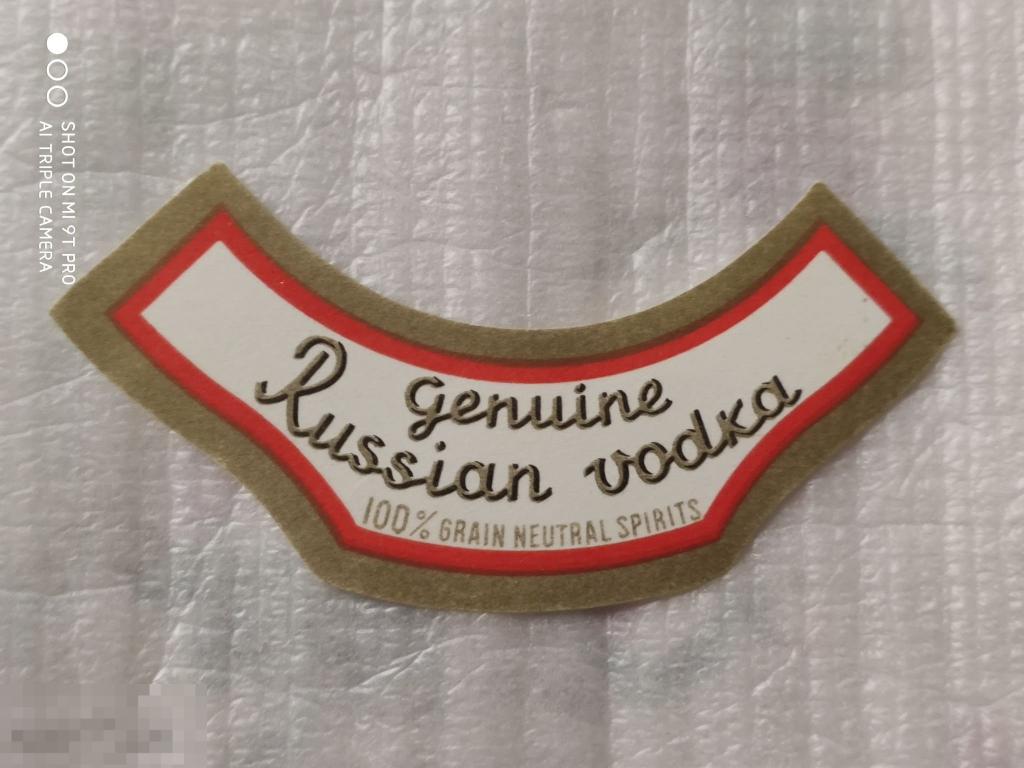 Genuine
Russian vodka
100% GRAIN NEUTRAL SPIRITS
SHOT ON MI 9T PRO
AI TRIPLE CAMERA